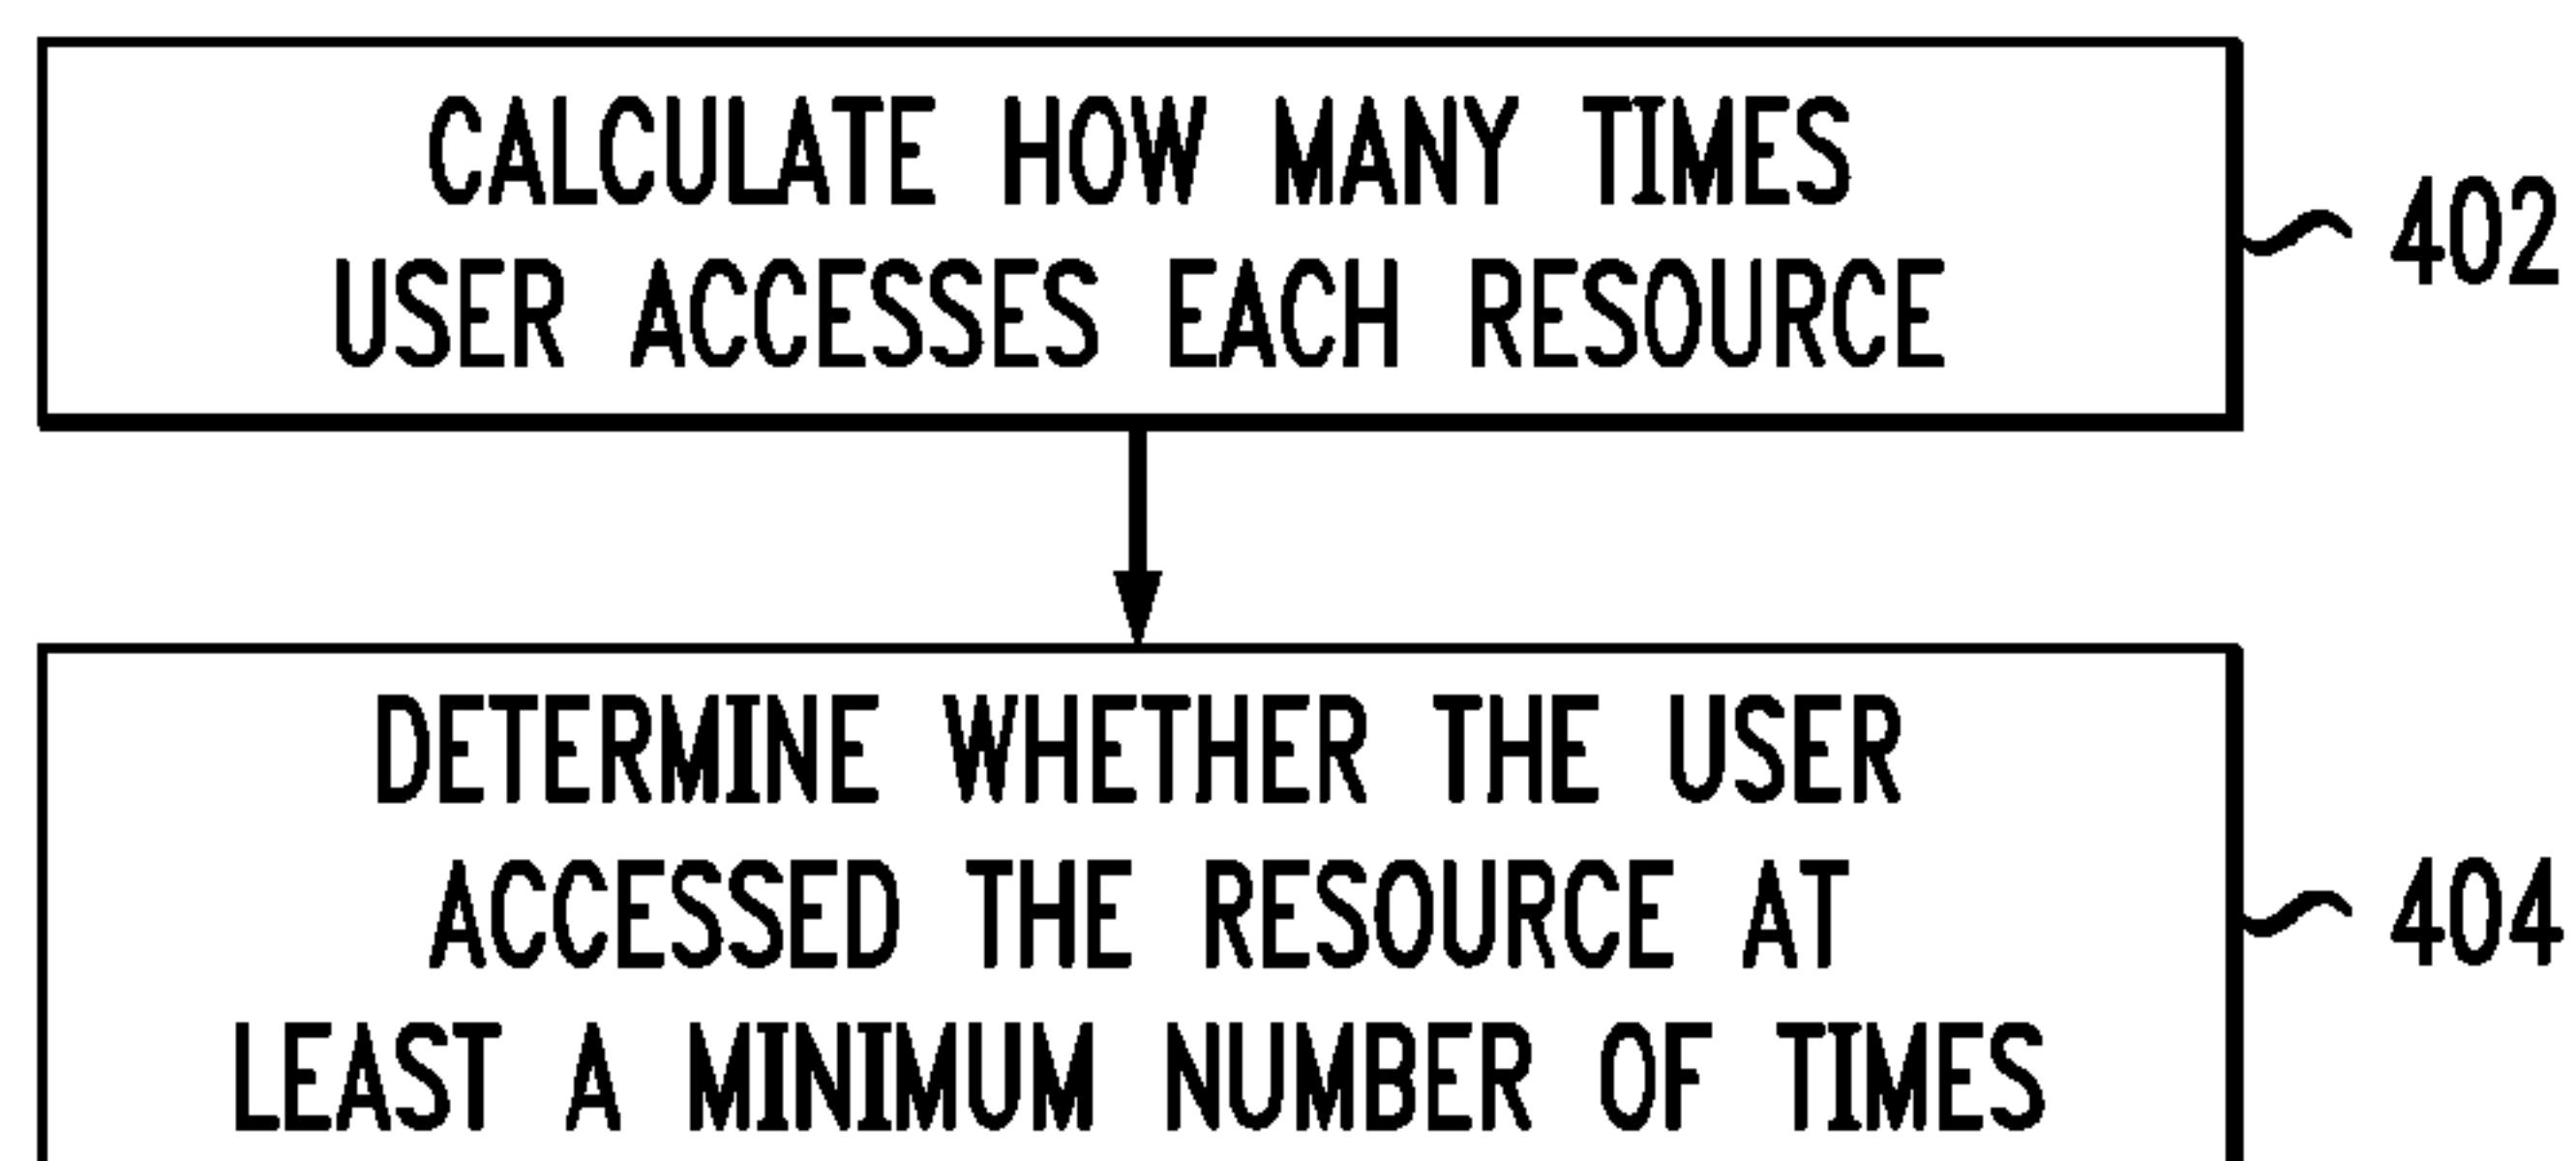 CALCULATE HOW MANY TIMES
USER ACCESSES EACH RESOURCE
402
DETERMINE WHETHER THE USER
ACCESSED THE RESOURCE AT
LEAST A MINIMUM NUMBER OF TIMES
404